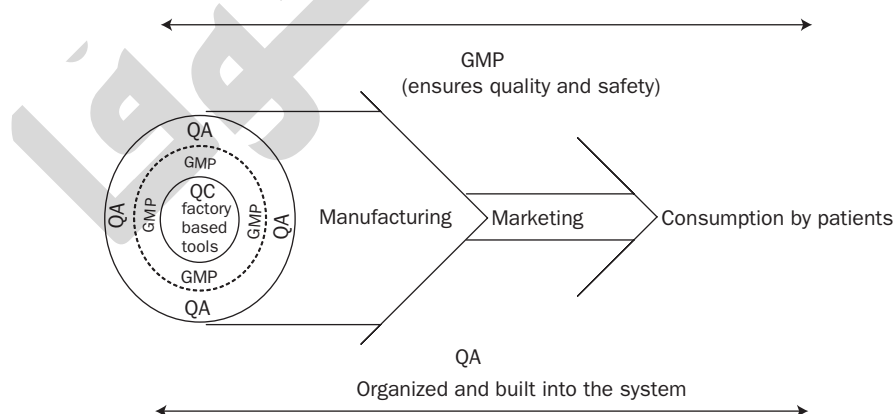 GMP
(ensures quality and safety)
QA
GMP
QC
factory
based
tools
QA
GMP
GMP
QA
GMP
QA
Manufacturing
Marketing
Consumption by patients
QA
Organized and built into the system